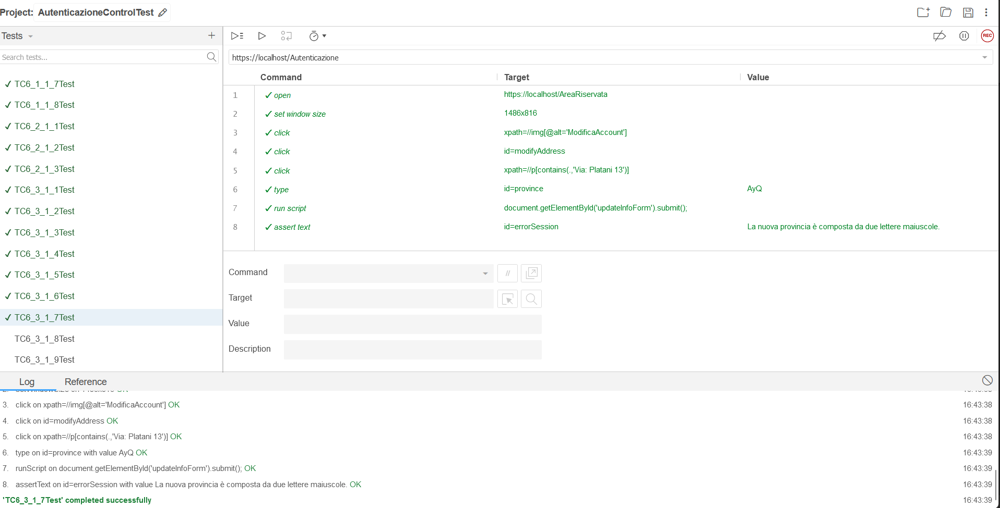 Project: AutenticazioneControlTest
Tests
Search tests...
TC6_1_1_7Test
TC6_1_1_8Test
TC6_2_1_1Test
TC6_2_1_2Test
TC6_2_1_3Test
TC6_3_1_1Test
TC6_3_1_2Test
TC6_3_1_3Test
TC6_3_1_4Test
TC6_3_1_5Test
TC6_3_1_6Test
TC6_3_1_7Test
TC6_3_1_8Test
TC6_3_1_9Test
REC
https://localhost/Autenticazione
Command Target Value
1 open https://localhost/AreaRiservata
2 set window size 1486x816
3 click xpath=//img[@alt='ModificaAccount']
4 click id=modifyAddress
5 click xpath=//p[contains(.,'Via: Platani 13')]
6 type id=province AyQ
7 run script document.getElementById('updateInfoForm').submit();
8 assert text id=errorSession La nuova provincia è composta da due lettere maiuscole.
Command
//
Target
Value
Description
Log Reference
3. click on xpath=//img[@alt='ModificaAccount'] OK 16:43:38
4. click on id=modifyAddress OK 16:43:38
5. click on xpath=//p[contains(.,'Via: Platani 13')] OK 16:43:38
6. type on id=province with value AyQ OK 16:43:39
7. runScript on document.getElementById('updateInfoForm').submit(); OK 16:43:39
8. assertText on id=errorSession with value La nuova provincia è composta da due lettere maiuscole. OK 16:43:39
'TC6_3_1_7Test' completed successfully 16:43:39